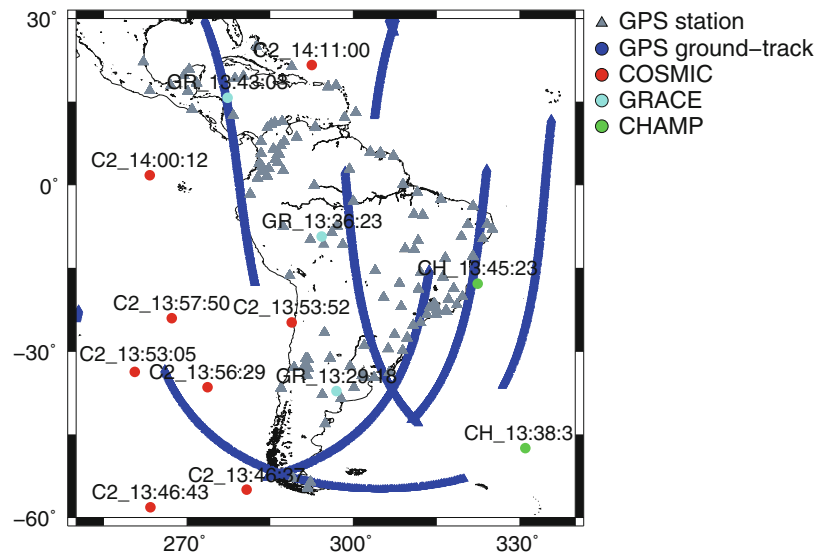 30°
0°
−30°
−60°
270°
300°
330°
C2_14:11:00
GR_13:43:03
C2_14:00:12
GR_13:36:23
CH_13:45:23
C2_13:57:50
C2_13:53:52
C2_13:53:05
C2_13:56:29
GR_13:29:18
CH_13:38:3
C2_13:46:37
C2_13:46:43
GPS station
GPS ground−track
COSMIC
GRACE
CHAMP